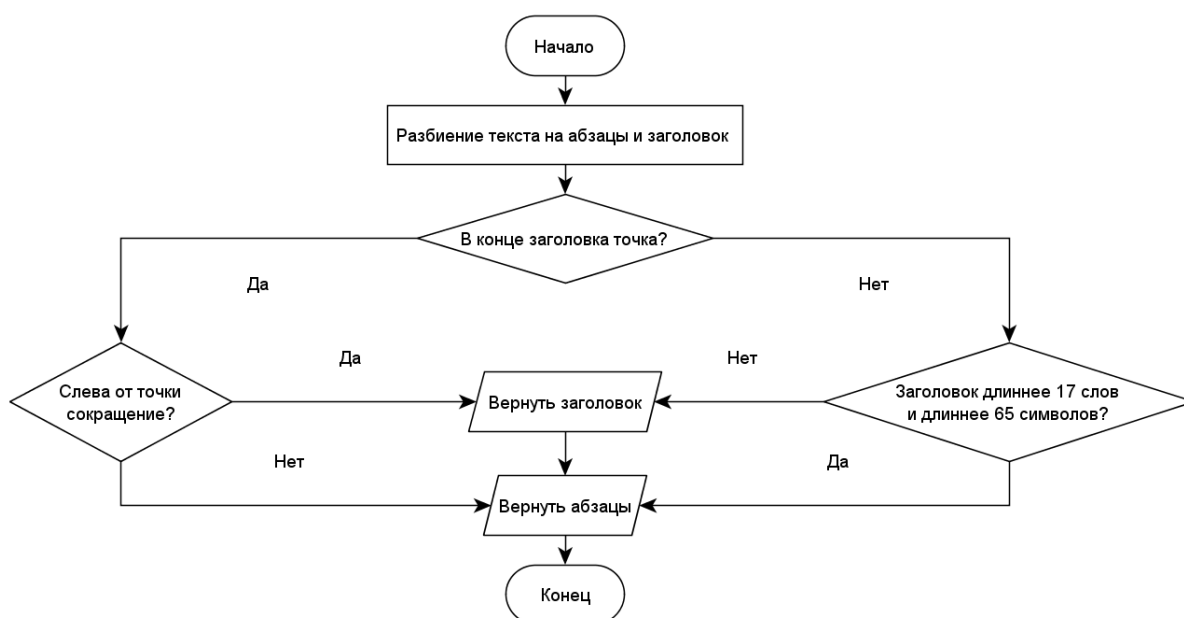 Начало
Разбиение текста на абзацы и заголовок
В конце заголовка точка?
Да
Нет
Да
Нет
Слева от точки
сокращение?
Вернуть заголовок
Заголовок длиннее 17 слов
и длиннее 65 символов?
Нет
Да
Вернуть абзацы
Конец